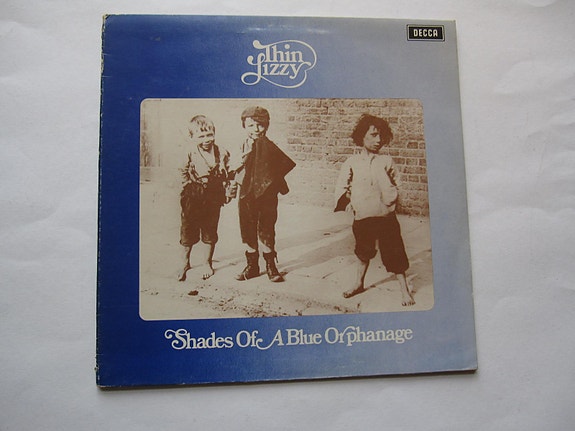 DECCA
Thin
Lizzy
Shades Of A Blue Orphanage